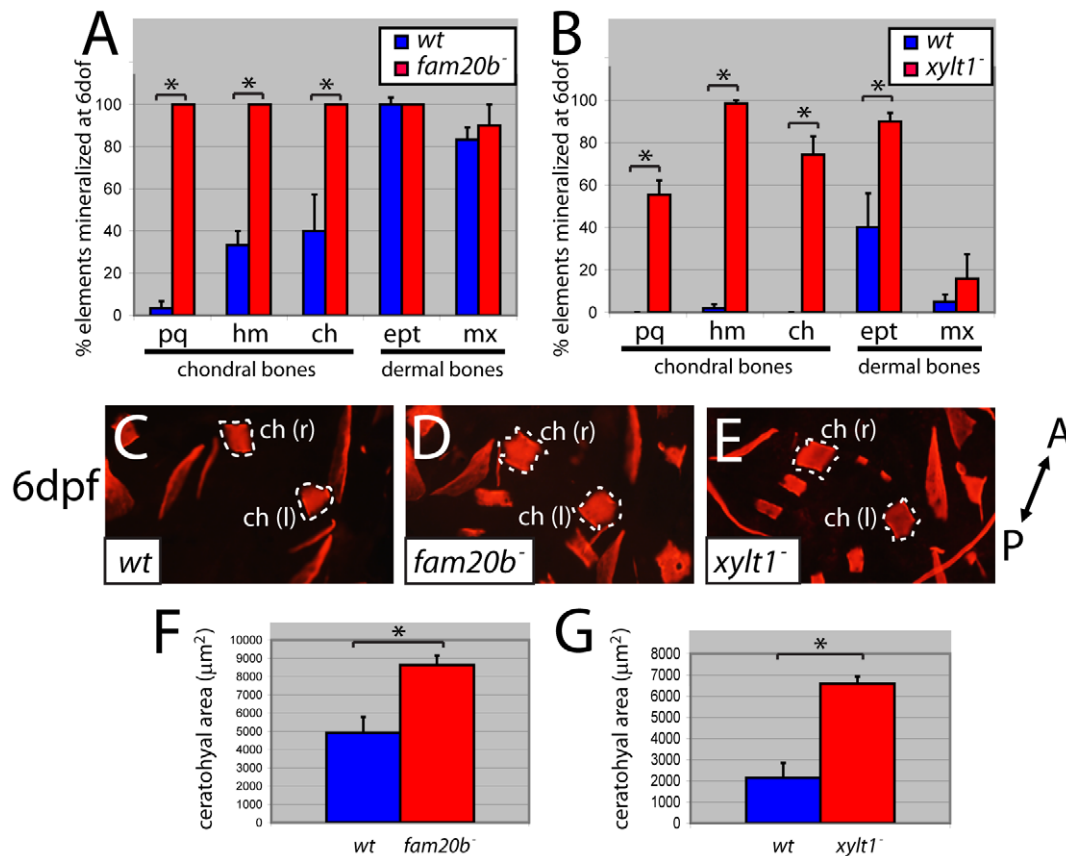 A
wt
fam20b-
% elements mineralized at 6dof
100
80
60
40
20
0
*
*
*
pq hm ch ept mx
chondral bones dermal bones
B
wt
xylt1-
% elements mineralized at 6dof
100
80
60
40
20
0
*
*
*
*
pq hm ch ept mx
chondral bones dermal bones
6dpf
C
ch (r)
ch (l)
wt
D
ch (r)
ch (l)
fam20b-
E
ch (r)
ch (l)
xylt1-
A
P
F
ceratohyal area (μm²)
10000
9000
8000
7000
6000
5000
4000
3000
2000
1000
0
*
wt fam20b-
G
ceratohyal area (μm²)
8000
7000
6000
5000
4000
3000
2000
1000
0
*
wt xylt1-